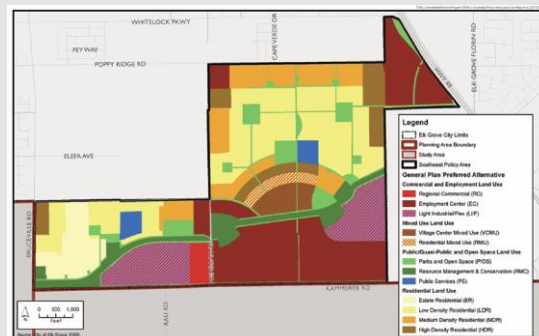 WHITELOCK PKWY
FEY WAY
POPPY RIDGE RD
CAPE VERDE DR
ELK-GROVE FLORIN RD
ELEFA AVE
BRUCEVILLE RD
KAMMERER RD
Legend
Elk Grove City Limits
Planning Area Boundary
Study Area
Southeast Policy Area
General Plan Preferred Alternative
Commercial and Employment Land Use
Regional Commercial (RC)
Employment Center (EC)
Light Industrial/Flex (LI/F)
Mixed Use Land Use
Village Center Mixed Use (VCMU)
Residential Mixed Use (RMU)
Public/Quasi-Public and Open Space Land Use
Parks and Open Space (P/OS)
Resource Management & Conservation (RMC)
Public Services (PS)
Residential Land Use
Estate Residential (ER)
Low Density Residential (LDR)
Medium Density Residential (MDR)
High Density Residential (HDR)
0 500 1,000